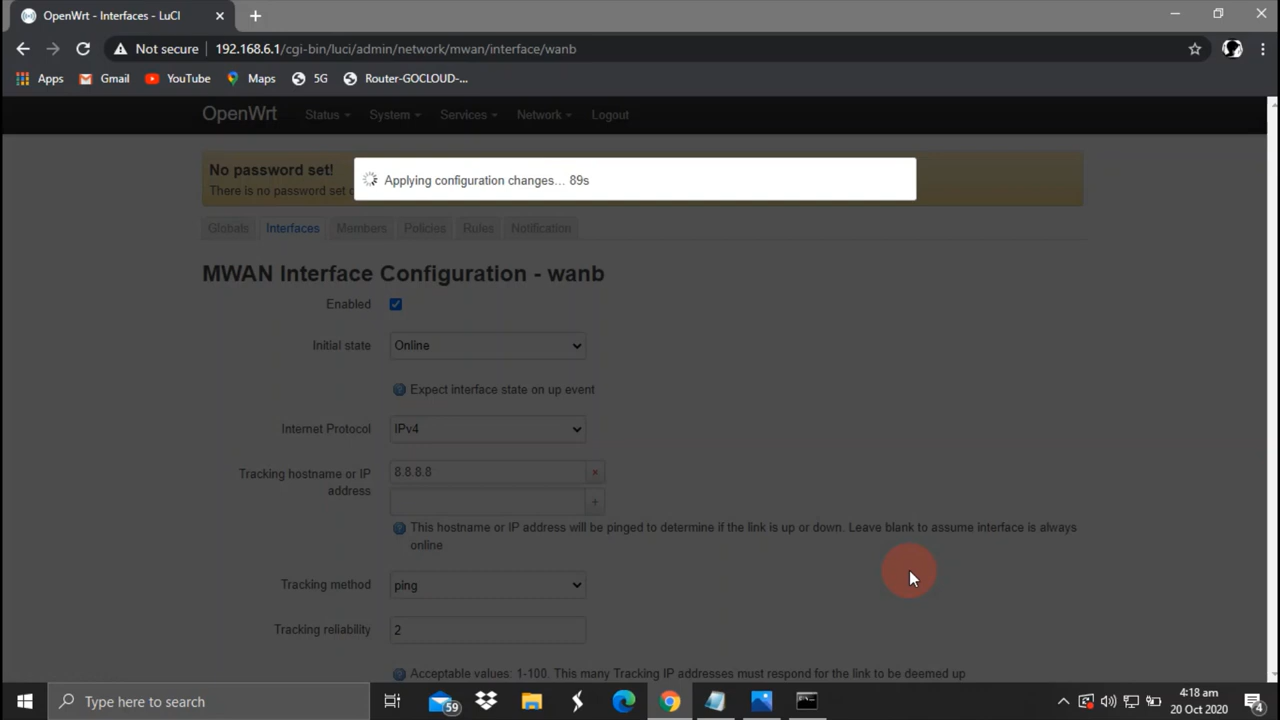 OpenWrt - Interfaces - LuCI
Not secure
192.168.6.1/cgi-bin/luci/admin/network/mwan/interface/wanb
Apps
Gmail
YouTube
Maps
5G
Router-GOCLOUD-...
OpenWrt
Status
System
Services
Network
Logout
No password set!
There is no password set
Applying configuration changes... 89s
Globals
Interfaces
Members
Policies
Rules
Notification
MWAN Interface Configuration - wanb
Enabled
Initial state
Online
Expect interface state on up event
Internet Protocol
IPv4
Tracking hostname or IP
address
8.8.8.8
This hostname or IP address will be pinged to determine if the link is up or down. Leave blank to assume interface is always
online
Tracking method
ping
Tracking reliability
2
Acceptable values: 1-100. This many Tracking IP addresses must respond for the link to be deemed up
Type here to search
59
4:18 am
20 Oct 2020
4